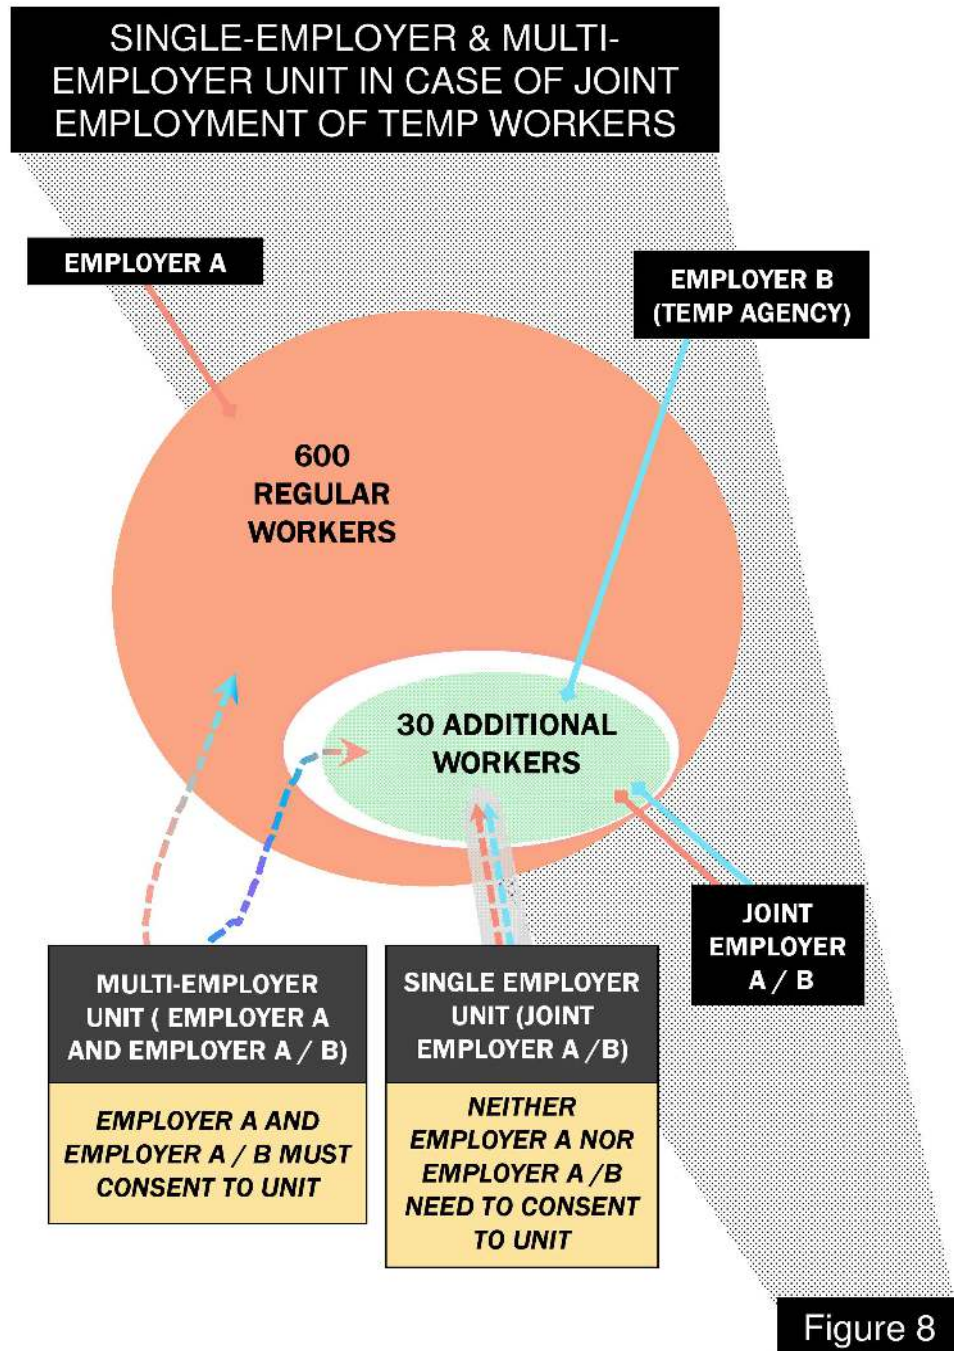 SINGLE-EMPLOYER & MULTI-
EMPLOYER UNIT IN CASE OF JOINT
EMPLOYMENT OF TEMP WORKERS
EMPLOYER A
EMPLOYER B
(TEMP AGENCY)
600
REGULAR
WORKERS
30 ADDITIONAL
WORKERS
JOINT
EMPLOYER
A / B
MULTI-EMPLOYER
UNIT ( EMPLOYER A
AND EMPLOYER A / B)
EMPLOYER A AND
EMPLOYER A / B MUST
CONSENT TO UNIT
SINGLE EMPLOYER
UNIT (JOINT
EMPLOYER A /B)
NEITHER
EMPLOYER A NOR
EMPLOYER A /B
NEED TO CONSENT
TO UNIT
Figure 8